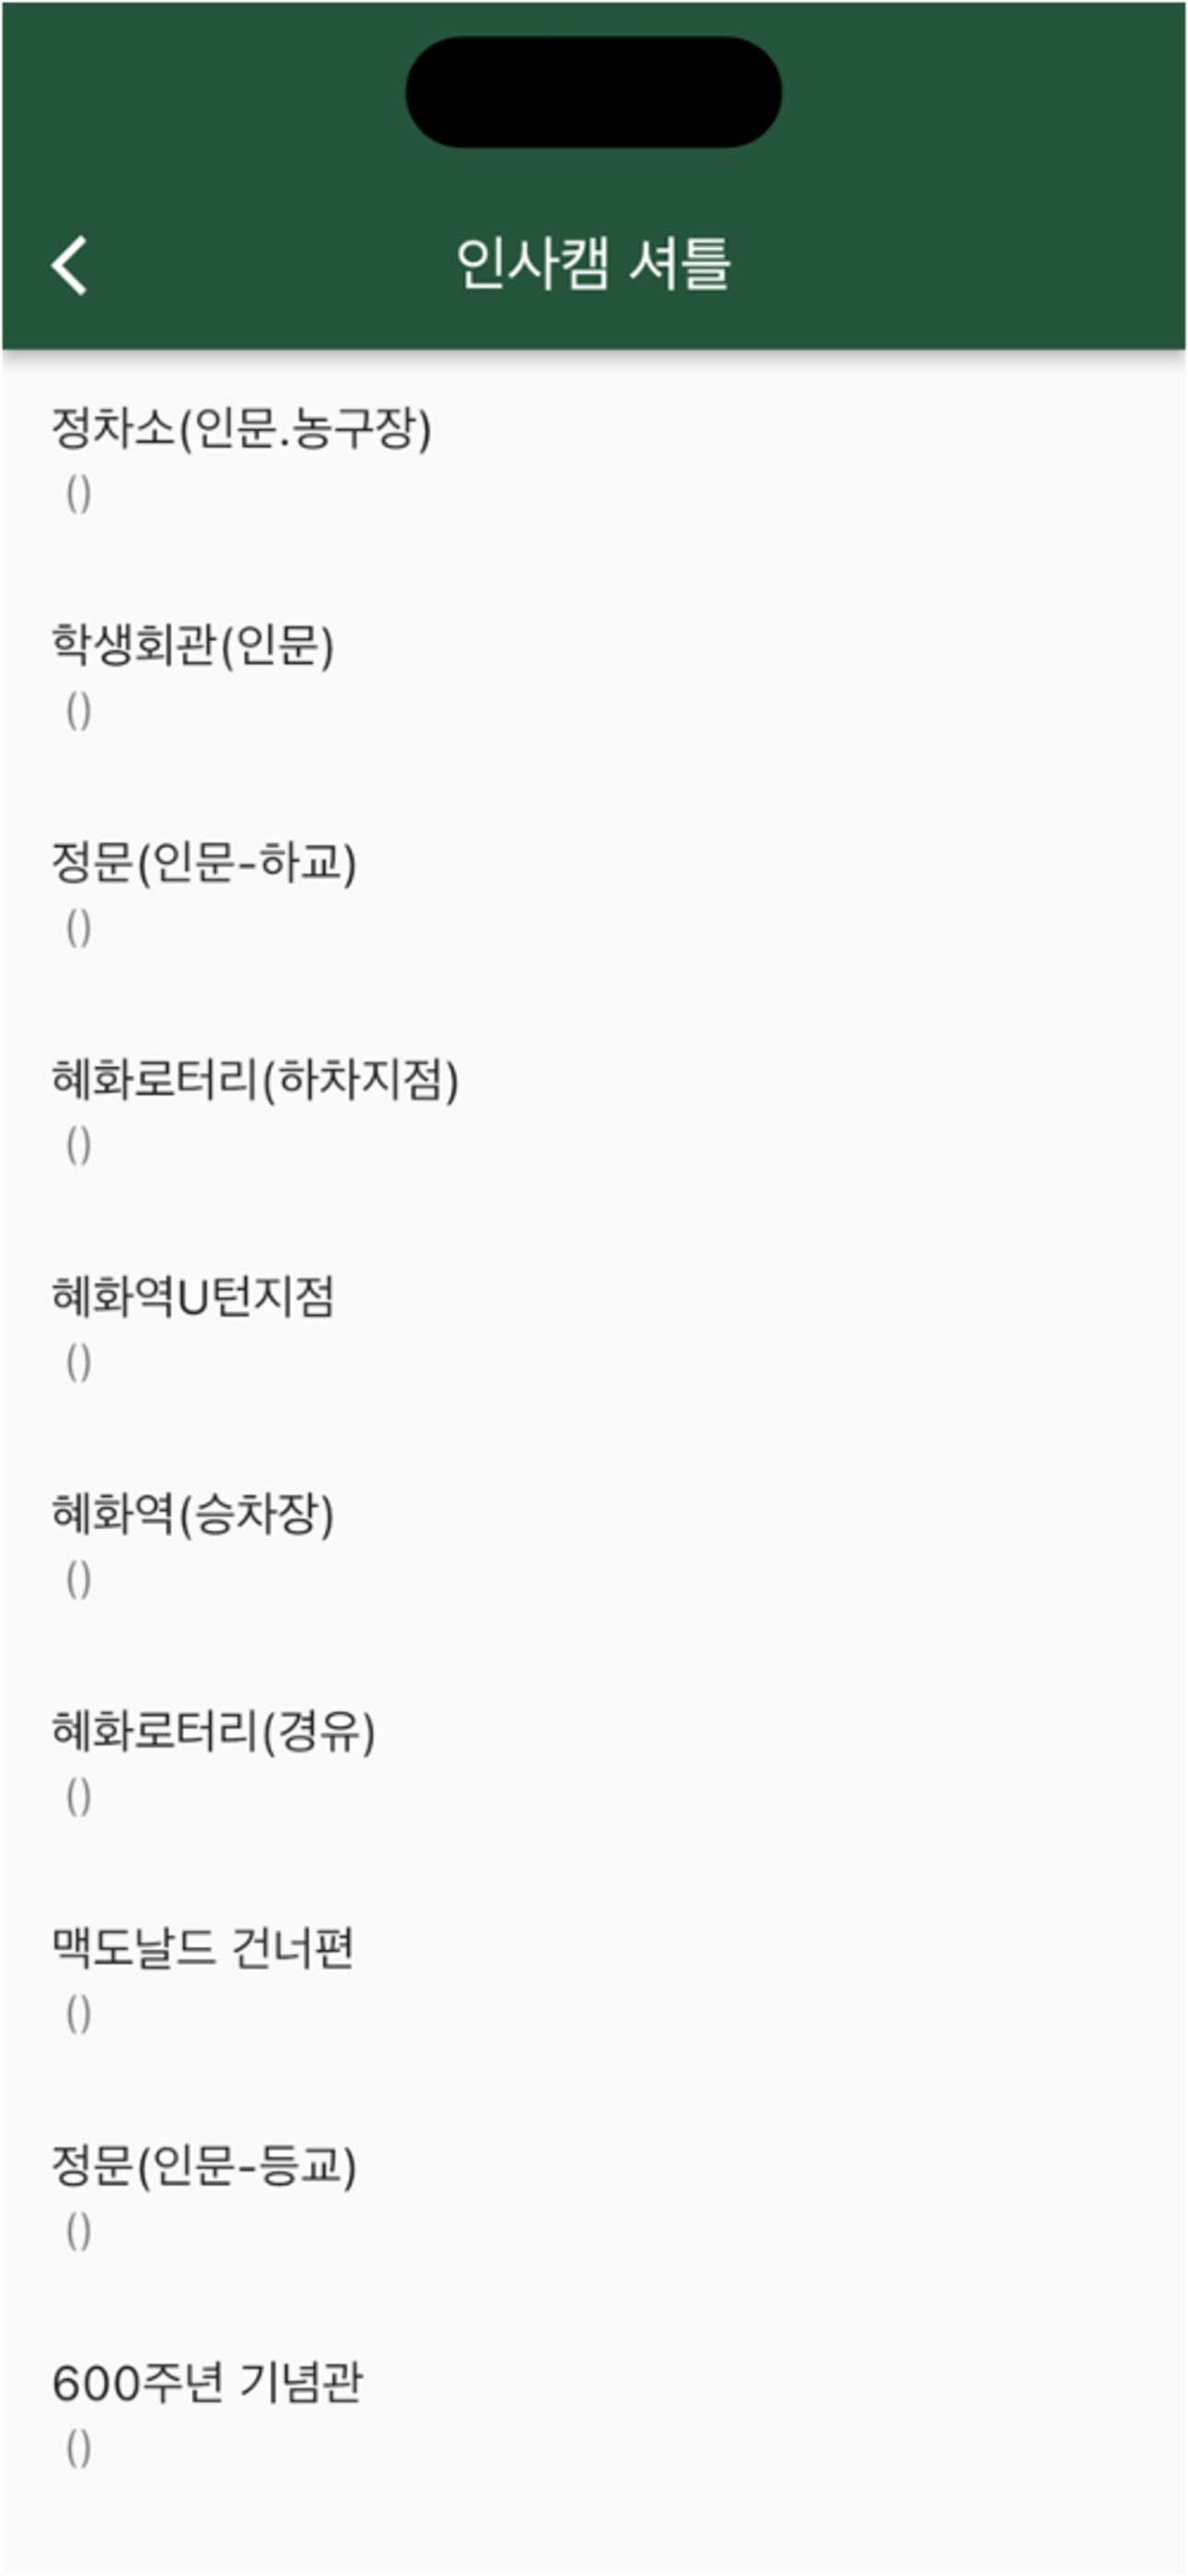 인사캠 셔틀
정차소(인문.농구장)
()
학생회관(인문)
()
정문(인문-하교)
()
혜화로터리(하차지점)
()
혜화역U턴지점
()
혜화역(승차장)
()
혜화로터리(경유)
()
맥도날드 건너편
()
정문(인문-등교)
()
600주년 기념관
()